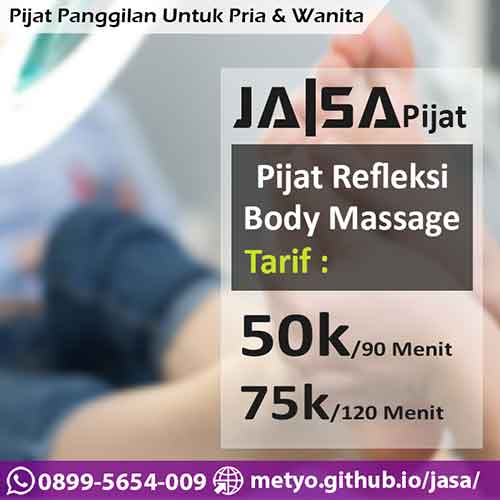 Pijat Panggilan Untuk Pria & Wanita
JA|SA Pijat
Pijat Refleksi
Body Massage
Tarif :
50k/90 Menit
75k/120 Menit
0899-5654-009 metyo.github.io/jasa/